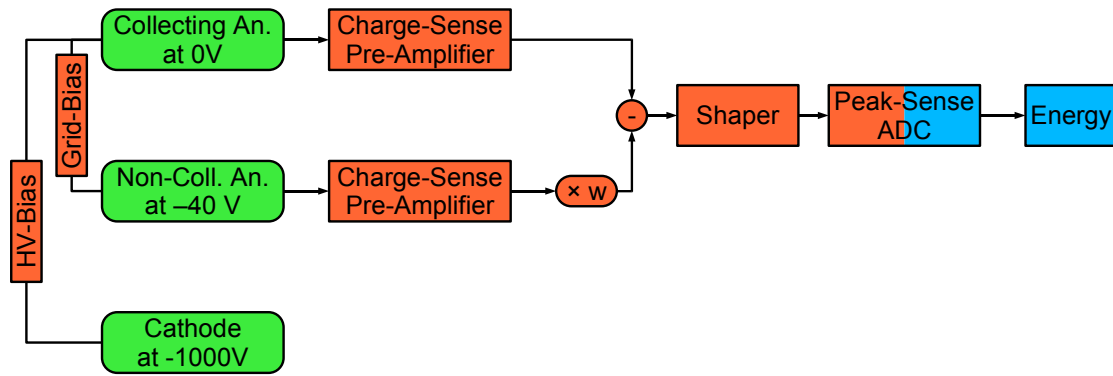 Collecting An.
at 0V
Charge-Sense
Pre-Amplifier
Grid-Bias
HV-Bias
-
Shaper
Peak-Sense
ADC
Energy
Non-Coll. An.
at –40 V
Charge-Sense
Pre-Amplifier
× w
Cathode
at -1000V